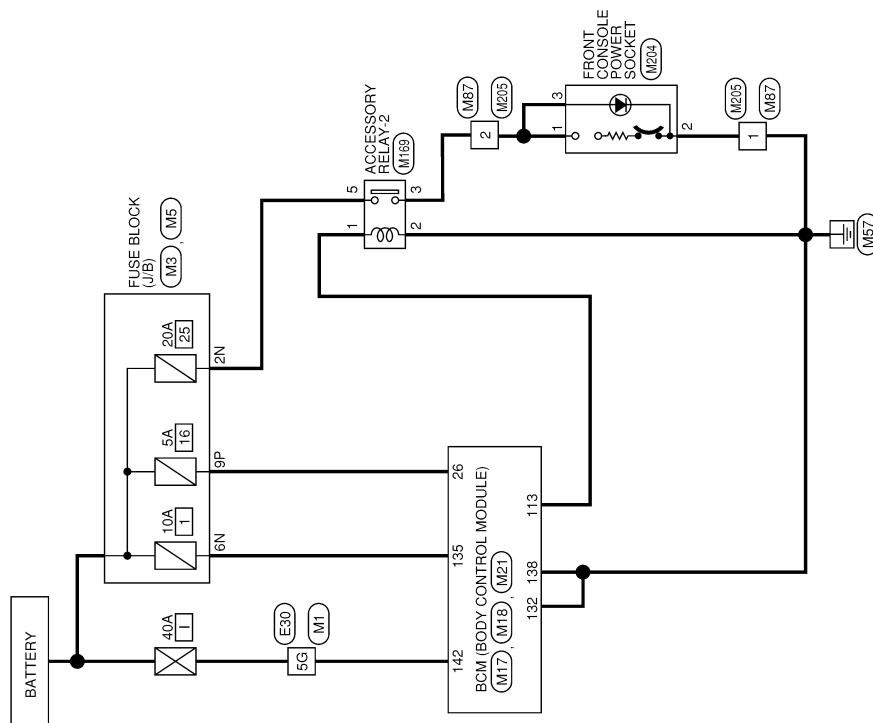 BATTERY
40A
I
E30
5G
M1
FUSE BLOCK
(J/B)
M3 , M5
10A
1
6N
5A
16
9P
20A
25
2N
ACCESSORY
RELAY-2
M169
5
1
3
2
M87
2
M205
FRONT
CONSOLE
POWER
SOCKET
M204
3
1
2
M205
1
M87
M57
142
135
26
BCM (BODY CONTROL MODULE)
M17 , M18 , M21
132
138
113